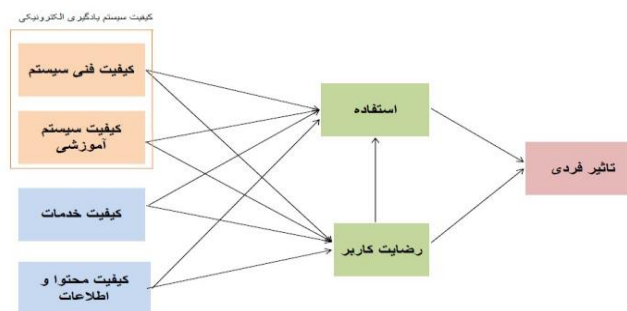 کیفیت سیستم یادگیری الکترونیکی
کیفیت فنی سیستم
کیفیت سیستم
آموزشی
کیفیت خدمات
کیفیت محتوا و
اطلاعات
استفاده
رضایت کاربر
تاثیر فردی